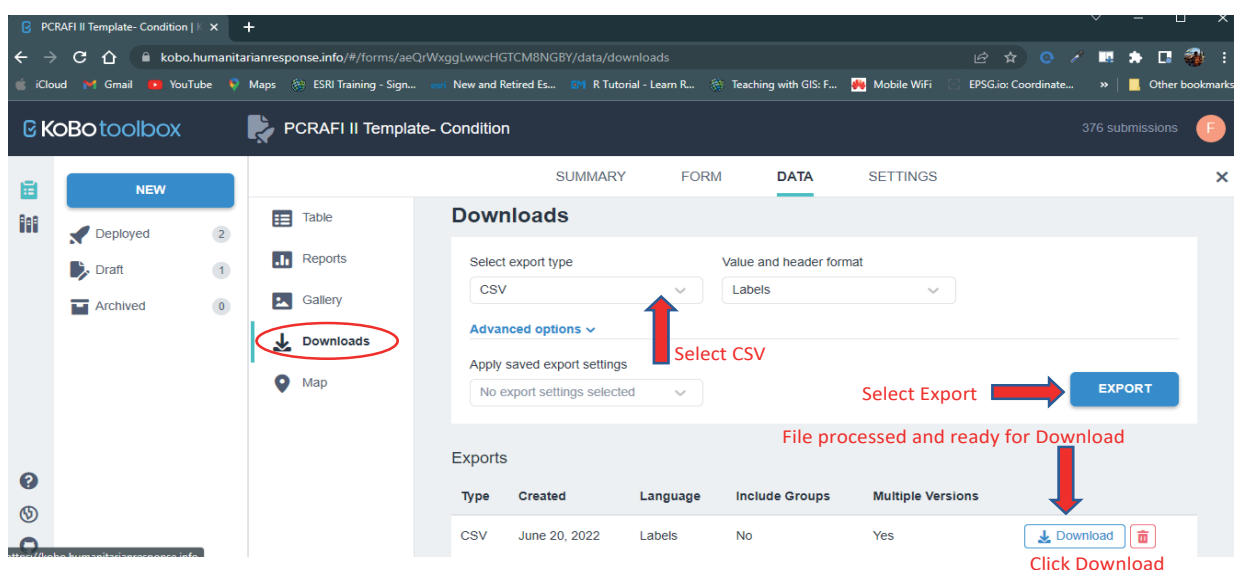 PCRAFI II Template- Condition | K
kobo.humanitarianresponse.info/#/forms/aeQrWxggLwwcHGTCM8NGBY/data/downloads
iCloud Gmail YouTube Maps ESRI Training - Sign... New and Retired Es... R Tutorial - Learn R... Teaching with GIS: F... Mobile WiFi EPSG.io: Coordinate... » Other bookmarks
KoBotoolbox PCRAFI II Template- Condition 376 submissions F
SUMMARY FORM DATA SETTINGS
NEW
Deployed 2
Draft 1
Archived 0
Table
Reports
Gallery
Downloads
Map
Downloads
Select export type Value and header format
CSV Labels
Advanced options
Select CSV
Apply saved export settings
No export settings selected
Select Export EXPORT
File processed and ready for Download
Exports
Type Created Language Include Groups Multiple Versions
CSV June 20, 2022 Labels No Yes Download
Click Download